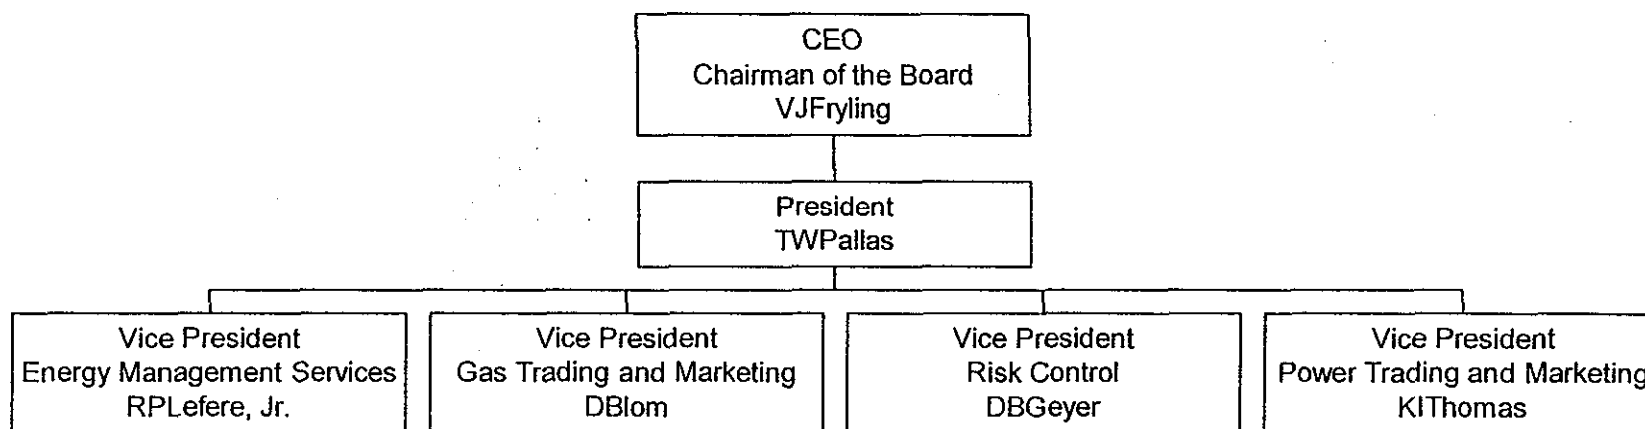 CEO
Chairman of the Board
VJFryling
President
TWPallas
Vice President
Energy Management Services
RPLefere, Jr.
Vice President
Gas Trading and Marketing
DBlom
Vice President
Risk Control
DBGeyer
Vice President
Power Trading and Marketing
KIThomas